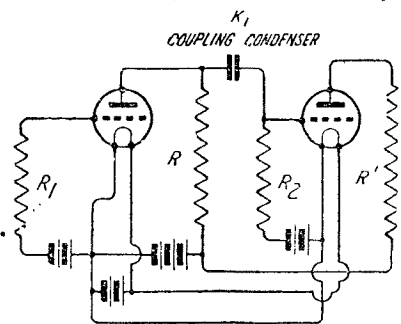 K1
COUPLING CONDENSER
R1
R
R2
R'